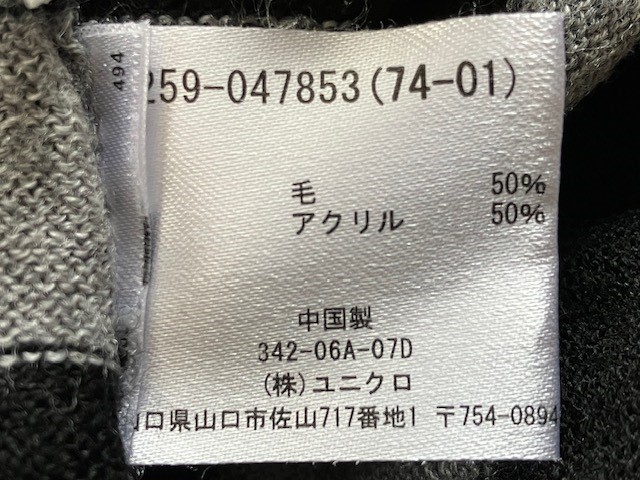 494
259-047853(74-01)
毛 50%
アクリル 50%
中国製
342-06A-07D
(株)ユニクロ
山口県山口市佐山717番地1 〒754-0894